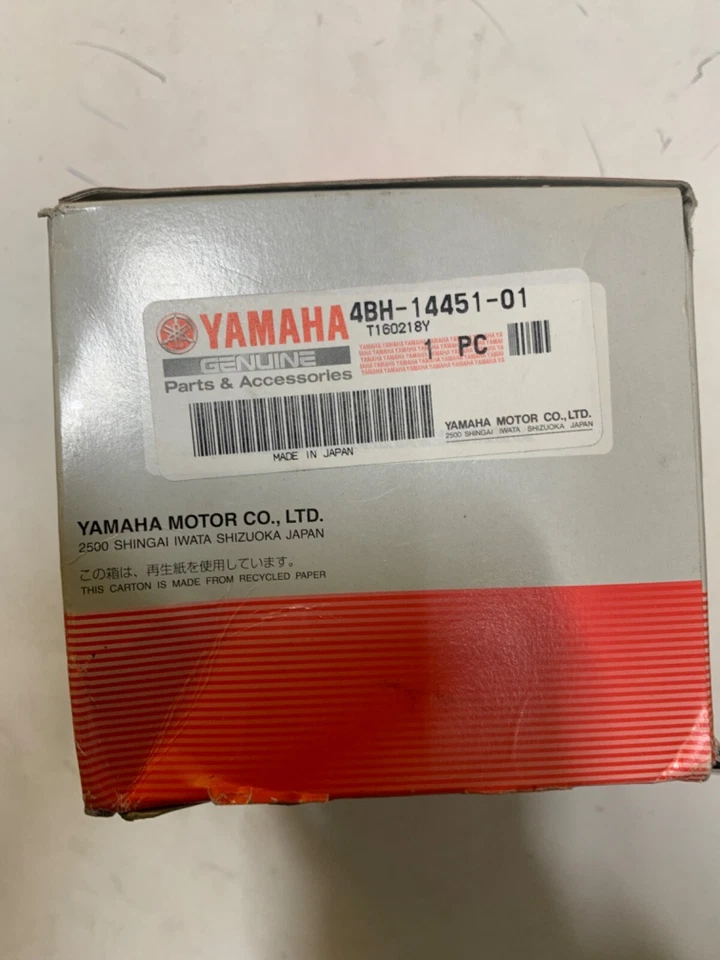 YAMAHA 4BH-14451-01
T160218Y
GENUINE
1 PC
Parts & Accessories
YAMAHA MOTOR CO.,LTD.
2500 SHINGAI IWATA SHIZUOKA JAPAN
MADE IN JAPAN
YAMAHA MOTOR CO., LTD.
2500 SHINGAI IWATA SHIZUOKA JAPAN
この箱は、再生紙を使用しています。
THIS CARTON IS MADE FROM RECYCLED PAPER